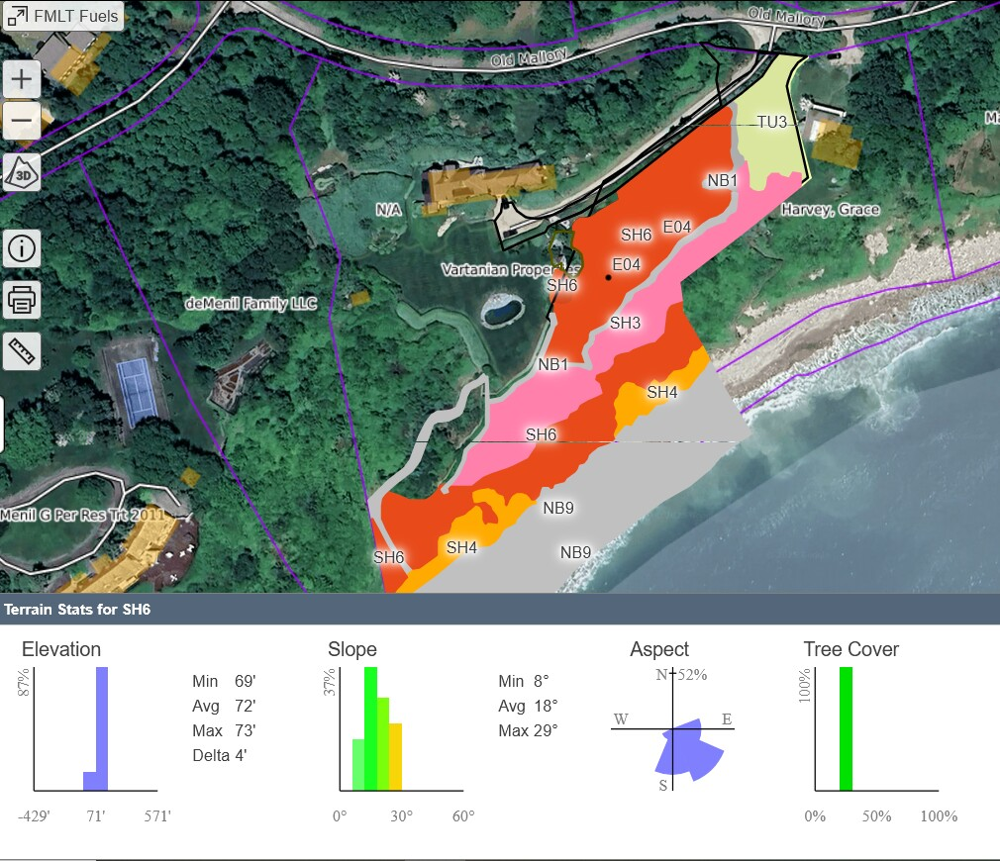 FMLT Fuels
Old Mallory
Old Mallory
+
−
3D
TU3
NB1
N/A
Harvey, Grace
SH6
E04
E04
Vartanian Prope
SH6
deMenil Family LLC
SH3
NB1
SH4
SH6
NB9
Menil G Per Res Trt 2011
SH4
NB9
SH6
Terrain Stats for SH6
Elevation
87%
-429' 71' 571'
Min 69'
Avg 72'
Max 73'
Delta 4'
Slope
37%
0° 30° 60°
Min 8°
Avg 18°
Max 29°
Aspect
N 52%
W E
S
Tree Cover
100%
0% 50% 100%